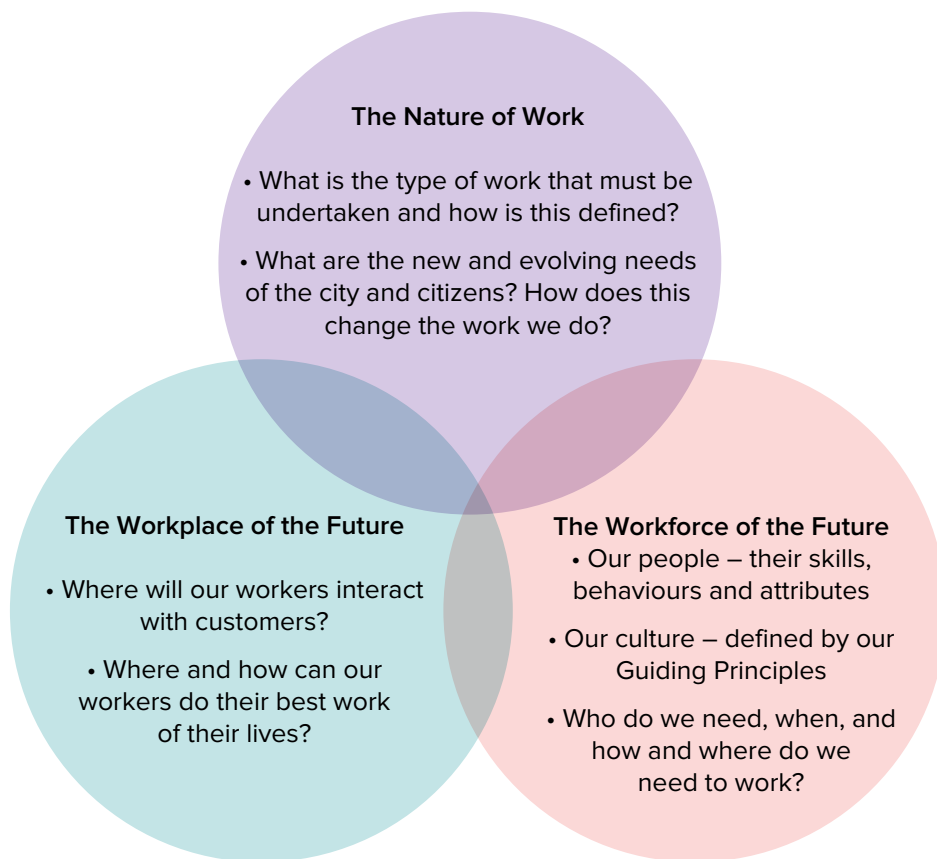 The Nature of Work
• What is the type of work that must be
undertaken and how is this defined?
• What are the new and evolving needs
of the city and citizens? How does this
change the work we do?
The Workplace of the Future
• Where will our workers interact
with customers?
• Where and how can our
workers do their best work
of their lives?
The Workforce of the Future
• Our people – their skills,
behaviours and attributes
• Our culture – defined by our
Guiding Principles
• Who do we need, when, and
how and where do we
need to work?